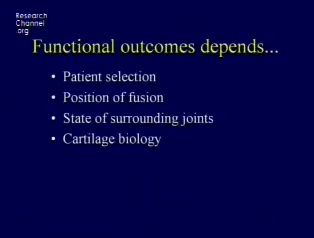 Research
Channel
.org
Functional outcomes depends...
• Patient selection
• Position of fusion
• State of surrounding joints
• Cartilage biology